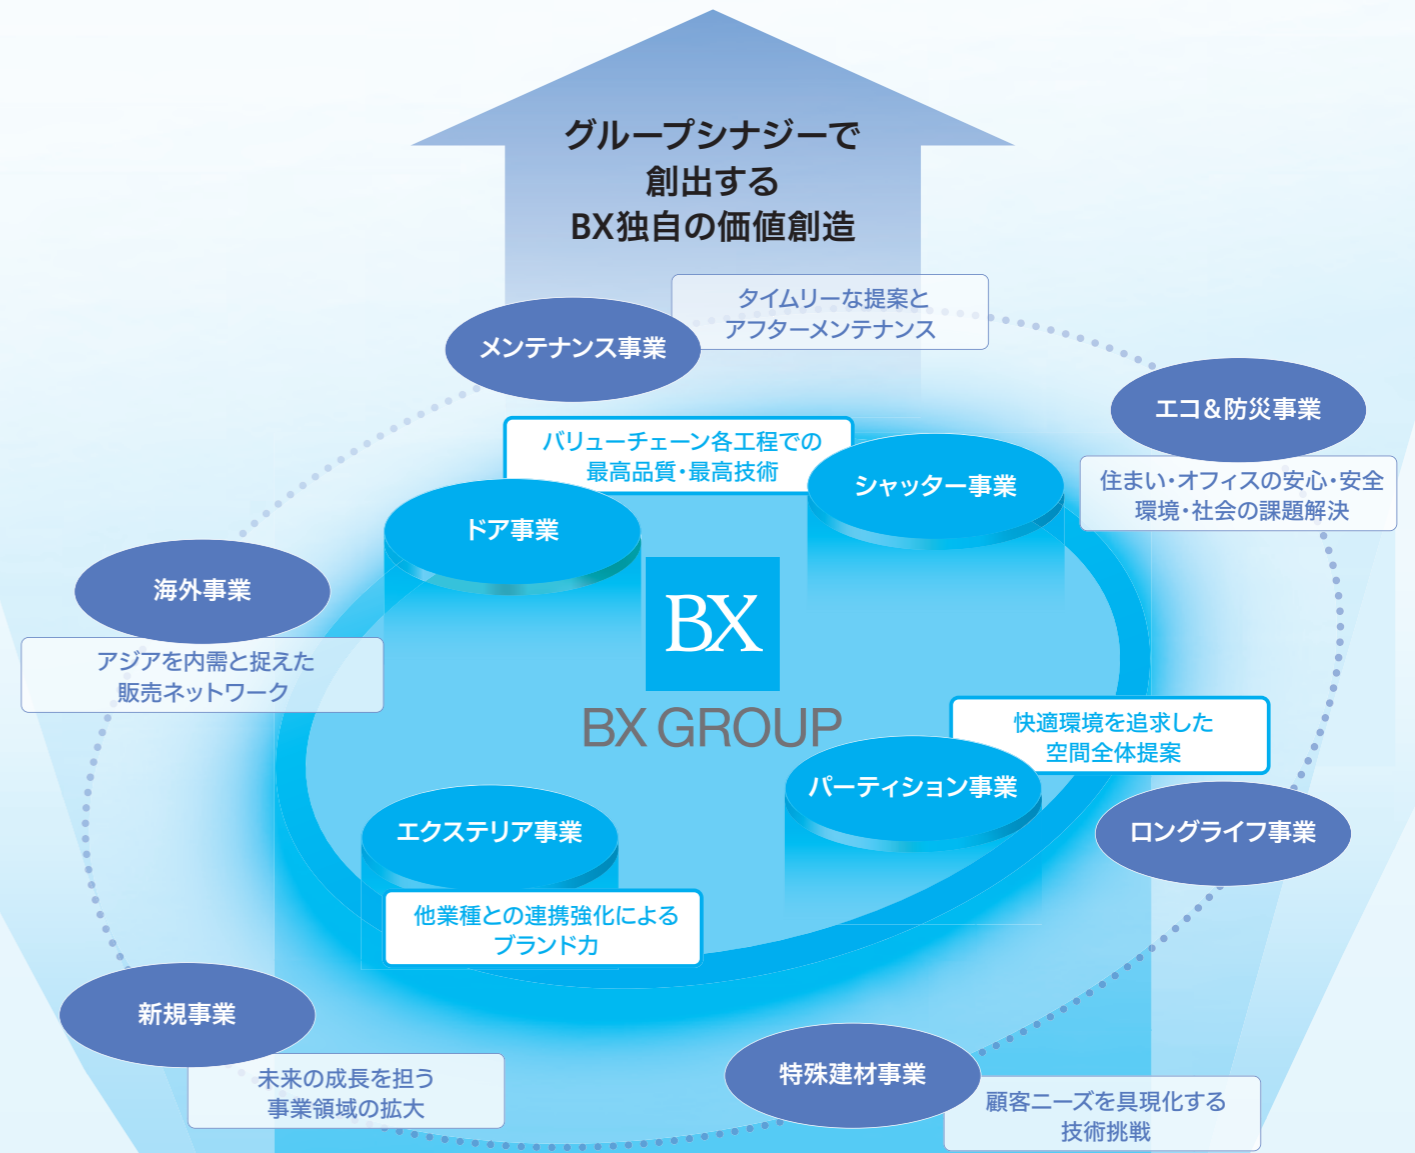 グループシナジーで
創出する
BX独自の価値創造
メンテナンス事業
タイムリーな提案と
アフターメンテナンス
エコ&防災事業
住まい・オフィスの安心・安全
環境・社会の課題解決
バリューチェーン各工程での
最高品質・最高技術
シャッター事業
ドア事業
海外事業
アジアを内需と捉えた
販売ネットワーク
BX
BX GROUP
快適環境を追求した
空間全体提案
パーティション事業
ロングライフ事業
エクステリア事業
他業種との連携強化による
ブランド力
新規事業
未来の成長を担う
事業領域の拡大
特殊建材事業
顧客ニーズを具現化する
技術挑戦